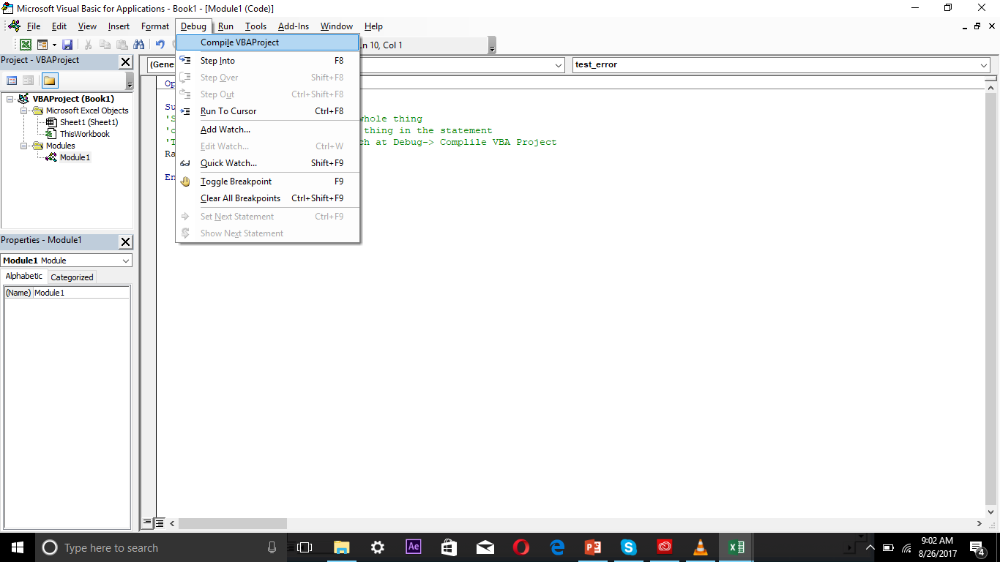 Microsoft Visual Basic for Applications - Book1 - [Module1 (Code)]
File Edit View Insert Format Debug Run Tools Add-Ins Window Help
Ln 10, Col 1
Project - VBAProject
VBAProject (Book1)
Microsoft Excel Objects
Sheet1 (Sheet1)
ThisWorkbook
Modules
Module1
Properties - Module1
Module1 Module
Alphabetic Categorized
(Name) Module1
Compile VBAProject
Step Into F8
Step Over Shift+F8
Step Out Ctrl+Shift+F8
Run To Cursor Ctrl+F8
Add Watch...
Edit Watch... Ctrl+W
Quick Watch... Shift+F9
Toggle Breakpoint F9
Clear All Breakpoints Ctrl+Shift+F9
Set Next Statement Ctrl+F9
Show Next Statement
(Gene test_error
Op
Su
'S whole thing
'c thing in the statement
'T ch at Debug-> Complile VBA Project
Ra
En
Type here to search
Ae
9:02 AM
8/26/2017
4